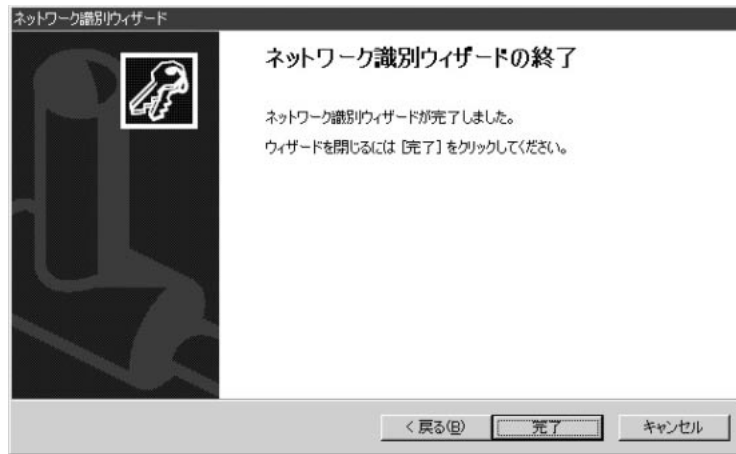 ネットワーク識別ウィザード
ネットワーク識別ウィザードの終了
ネットワーク識別ウィザードが完了しました。
ウィザードを閉じるには [完了] をクリックしてください。
< 戻る(B)
完了
キャンセル